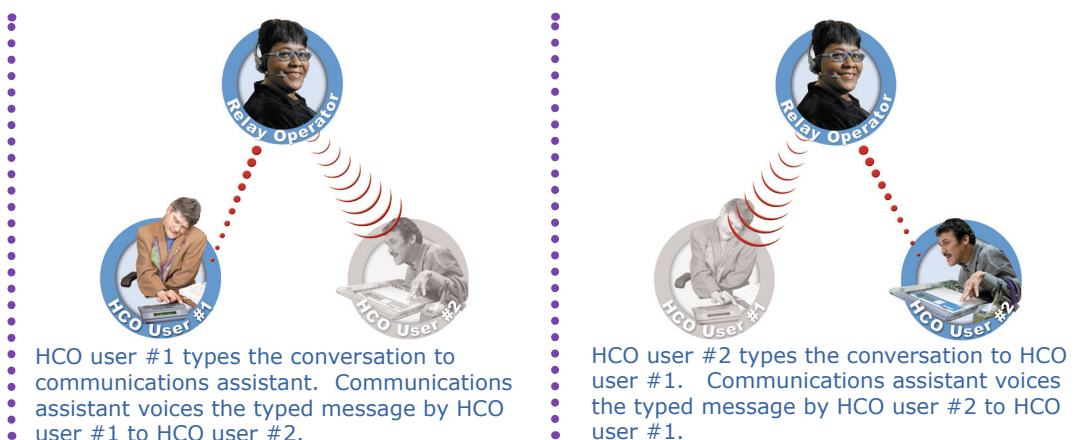 Relay Operator
HCO User #1
HCO User #2
HCO user #1 types the conversation to
communications assistant.  Communications
assistant voices the typed message by HCO
user #1 to HCO user #2.
Relay Operator
HCO User #1
HCO User #2
HCO user #2 types the conversation to HCO
user #1.   Communications assistant voices
the typed message by HCO user #2 to HCO
user #1.